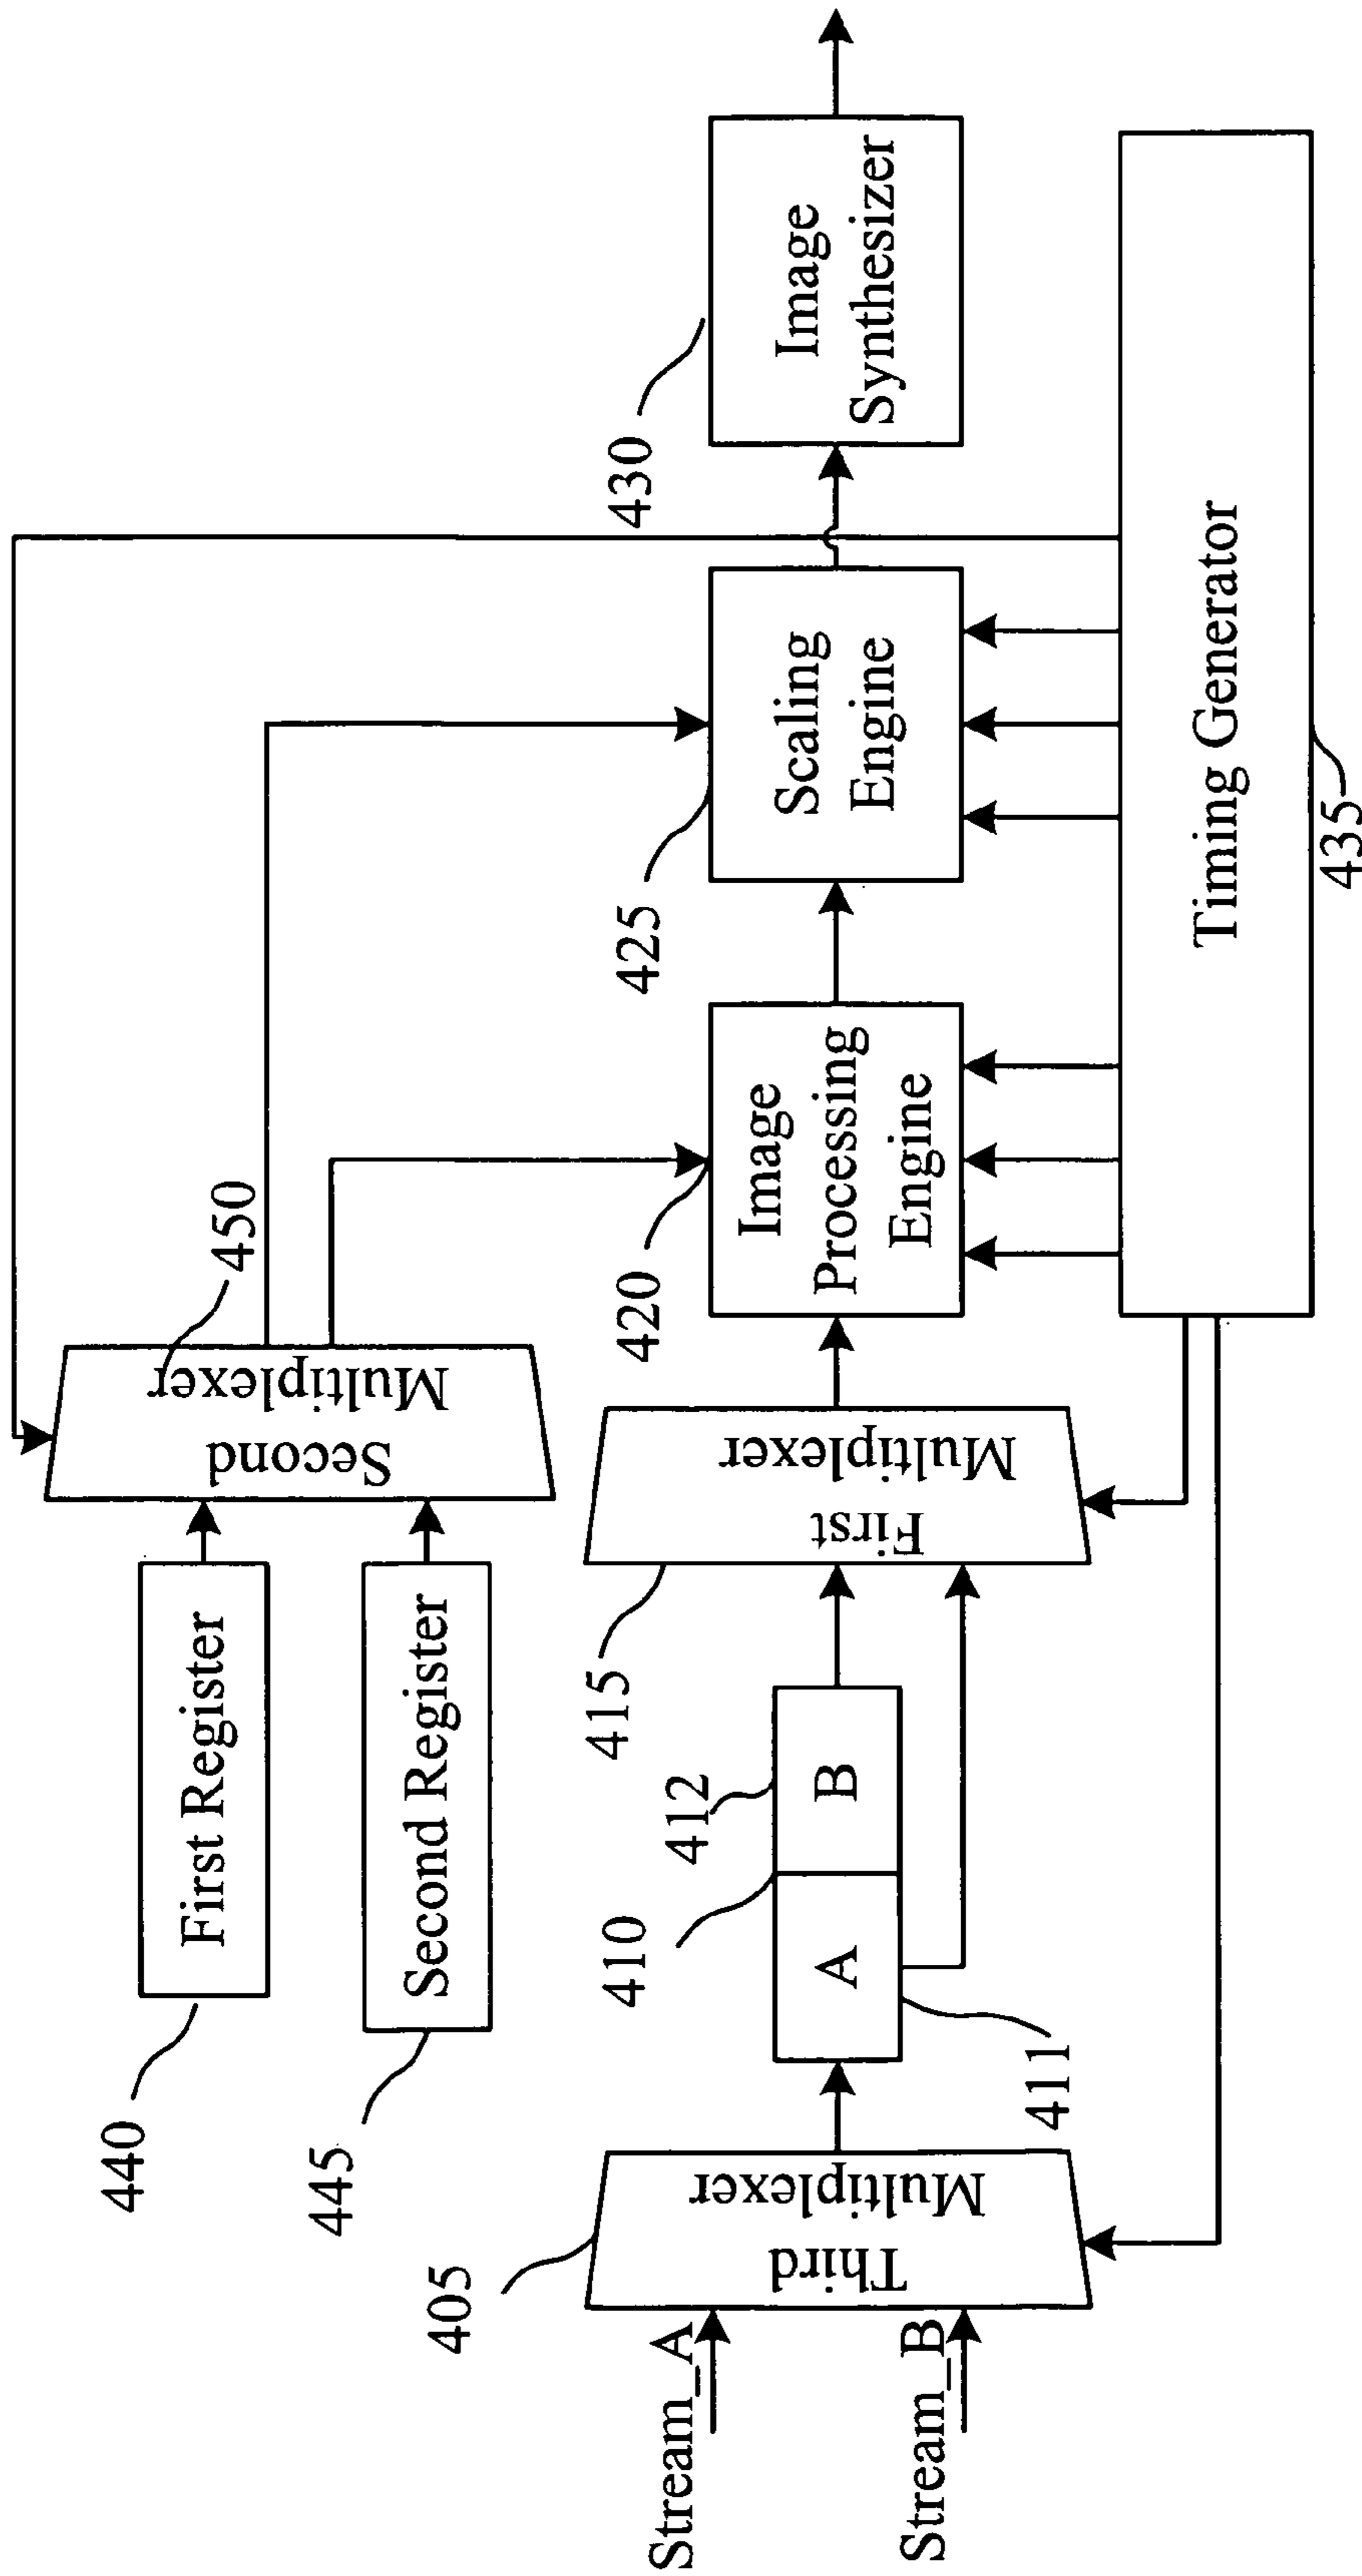 440
First Register
445
Second Register
450
Second
Multiplexer
Stream_A
Stream_B
405
Third
Multiplexer
410
412
A
B
411
415
First
Multiplexer
420
Image
Processing
Engine
425
Scaling
Engine
430
Image
Synthesizer
Timing Generator
435